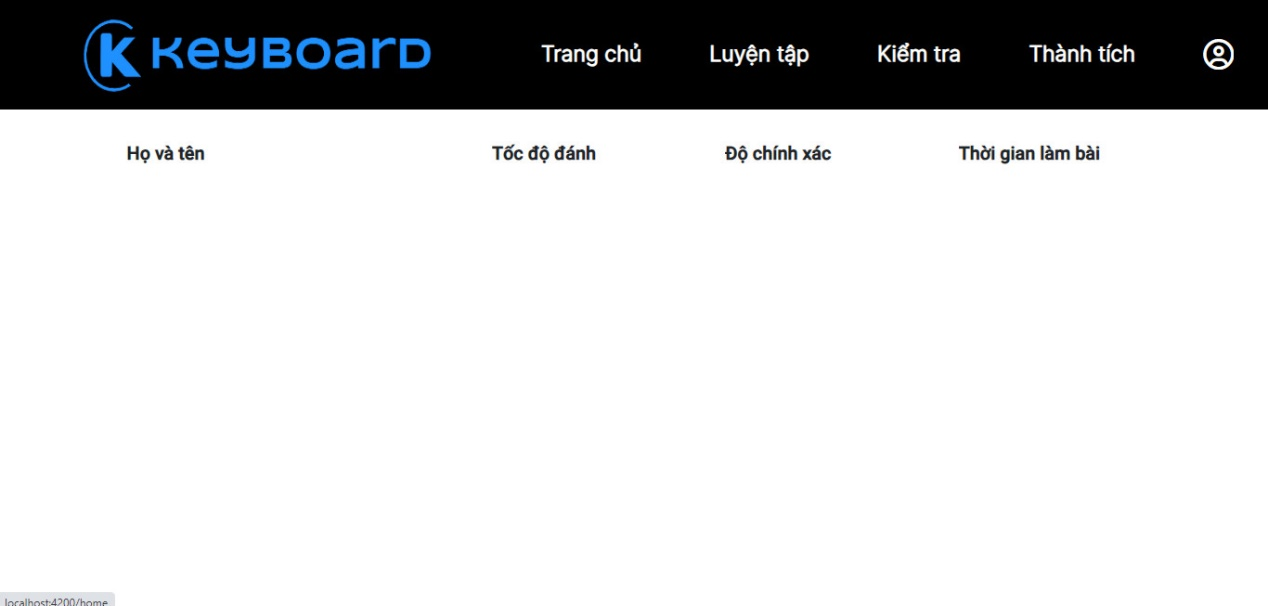 K KEYBOARD Trang chủ Luyện tập Kiểm tra Thành tích
Họ và tên Tốc độ đánh Độ chính xác Thời gian làm bài
localhost:4200/home